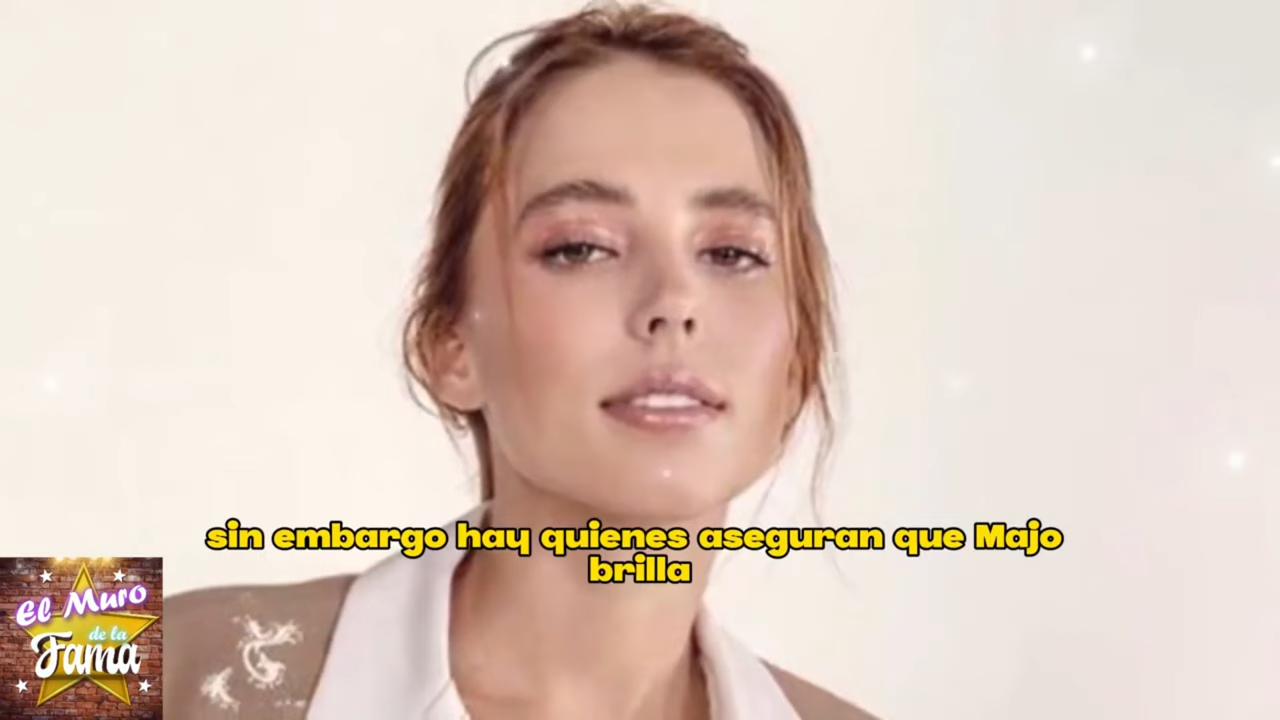 sin embargo hay quienes aseguran que Majo
brilla
El Muro
de la
Fama